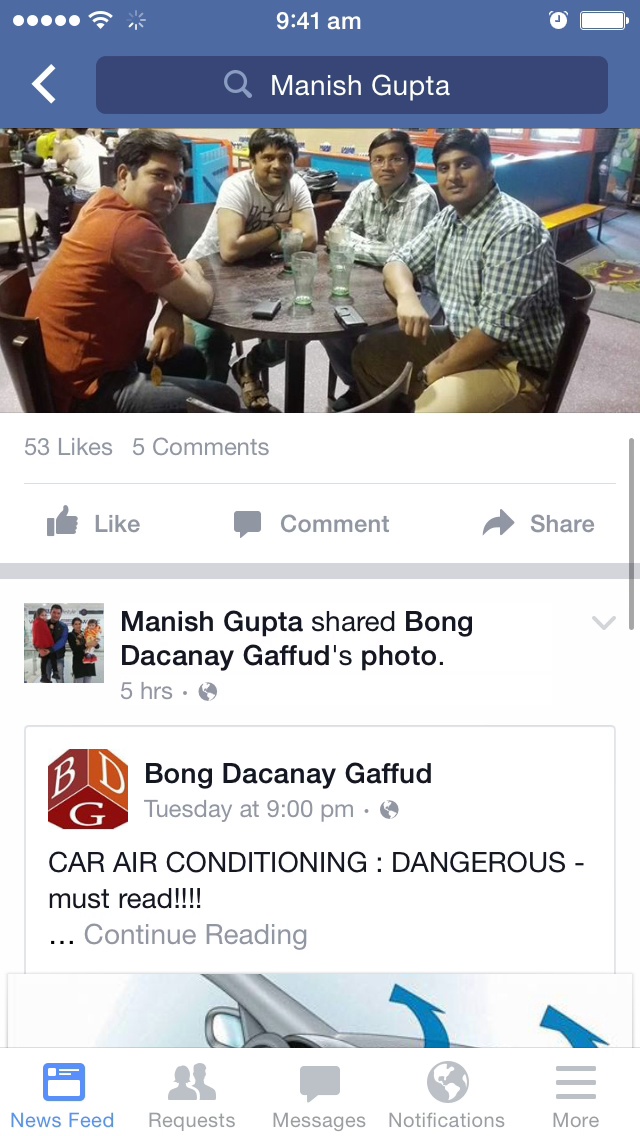 9:41 am
Manish Gupta
53 Likes 5 Comments
Like Comment Share
Manish Gupta shared Bong
Dacanay Gaffud's photo.
5 hrs ·
B D G
Bong Dacanay Gaffud
Tuesday at 9:00 pm ·
CAR AIR CONDITIONING : DANGEROUS -
must read!!!!
... Continue Reading
News Feed Requests Messages Notifications More